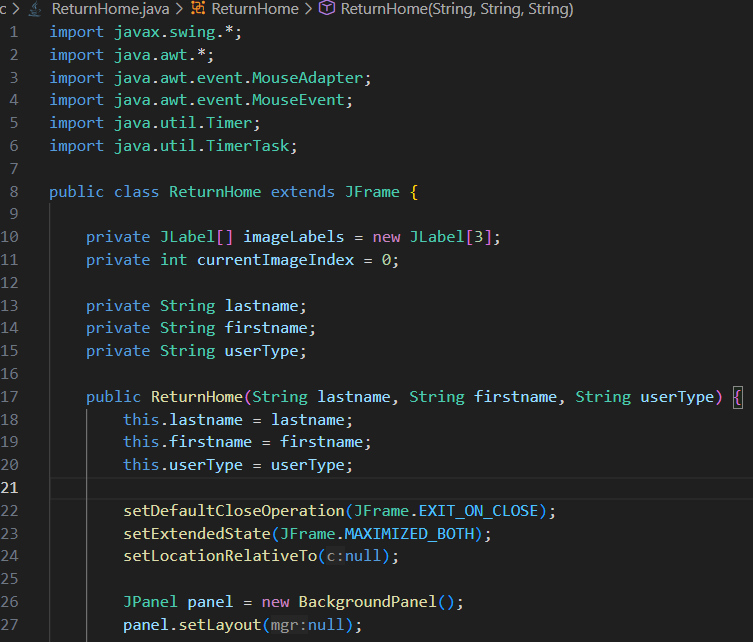 c > ReturnHome.java > ReturnHome > ReturnHome(String, String, String)
1 import javax.swing.*;
2 import java.awt.*;
3 import java.awt.event.MouseAdapter;
4 import java.awt.event.MouseEvent;
5 import java.util.Timer;
6 import java.util.TimerTask;
7
8 public class ReturnHome extends JFrame {
9
10 private JLabel[] imageLabels = new JLabel[3];
11 private int currentImageIndex = 0;
12
13 private String lastname;
14 private String firstname;
15 private String userType;
16
17 public ReturnHome(String lastname, String firstname, String userType) {
18 this.lastname = lastname;
19 this.firstname = firstname;
20 this.userType = userType;
21
22 setDefaultCloseOperation(JFrame.EXIT_ON_CLOSE);
23 setExtendedState(JFrame.MAXIMIZED_BOTH);
24 setLocationRelativeTo(c:null);
25
26 JPanel panel = new BackgroundPanel();
27 panel.setLayout(mgr:null);